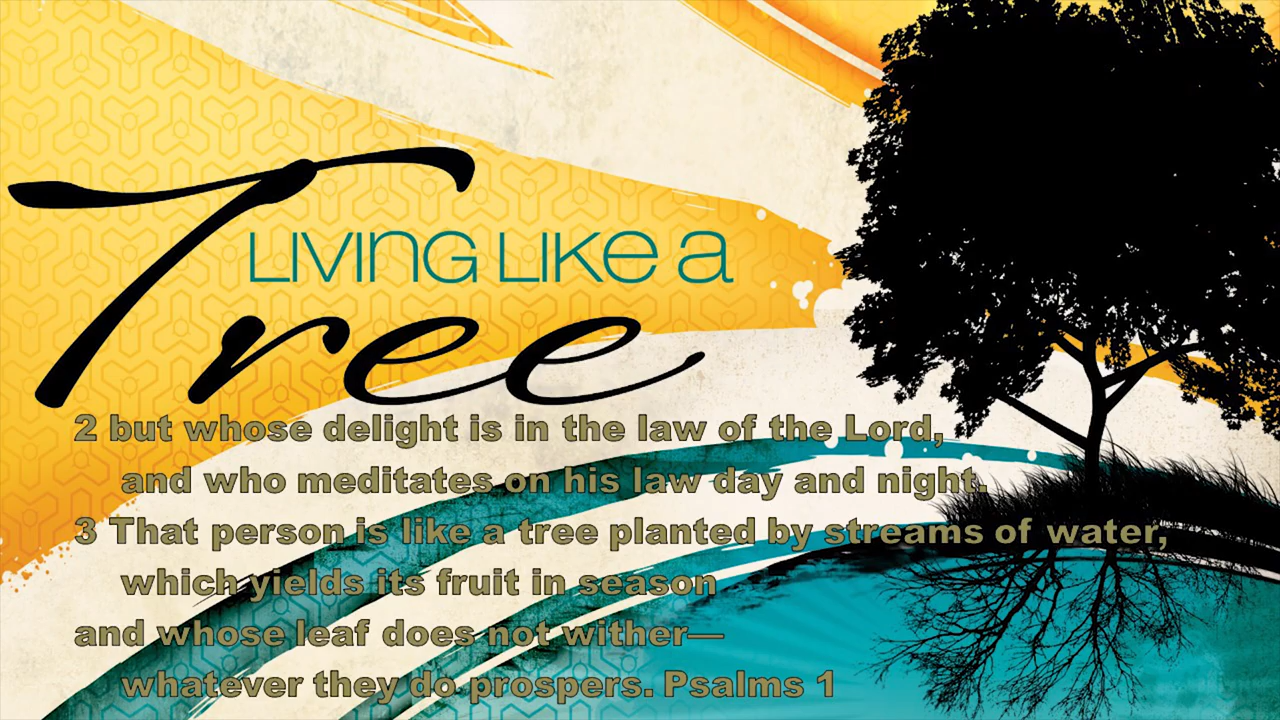 LIVING LIKE a
Tree
2 but whose delight is in the law of the Lord,
and who meditates on his law day and night.
3 That person is like a tree planted by streams of water,
which yields its fruit in season
and whose leaf does not wither—
whatever they do prospers. Psalms 1